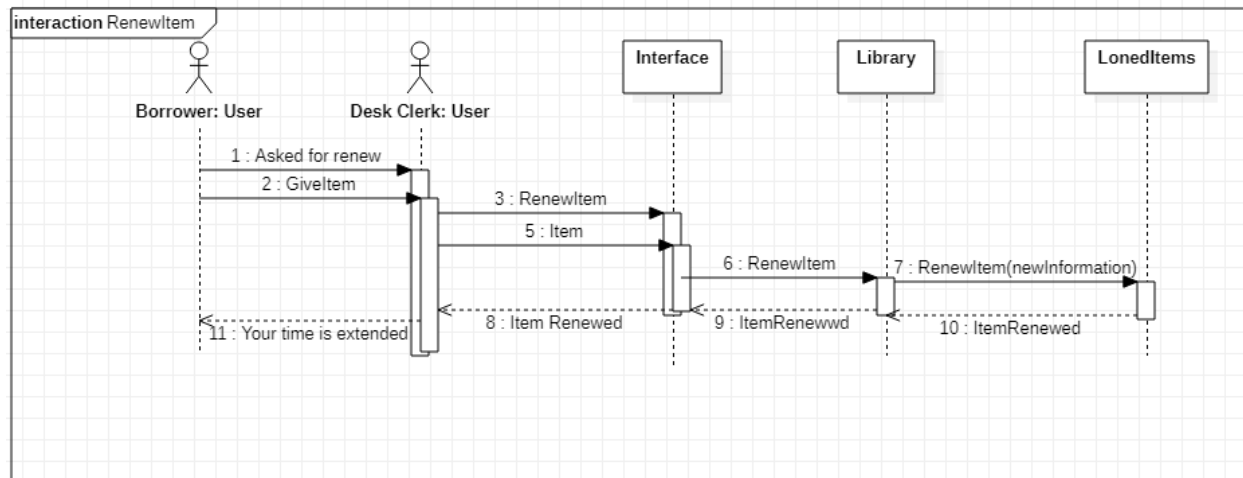 interaction RenewItem
Borrower: User
Desk Clerk: User
Interface
Library
LonedItems
1 : Asked for renew
2 : GiveItem
3 : RenewItem
5 : Item
6 : RenewItem
7 : RenewItem(newInformation)
8 : Item Renewed
9 : ItemRenewwd
10 : ItemRenewed
11 : Your time is extended